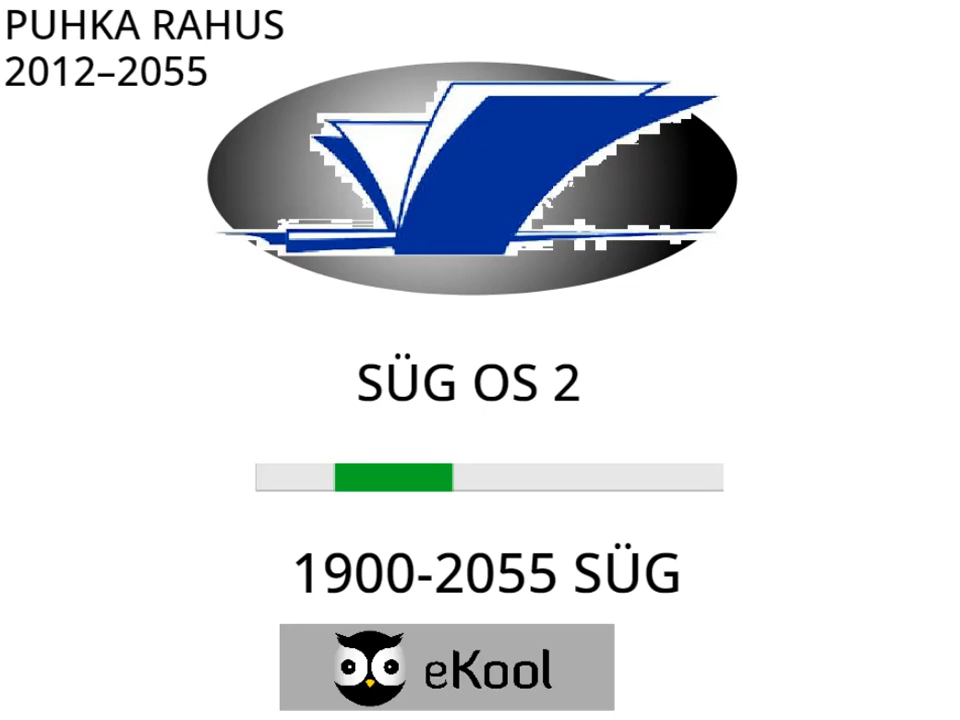 PUHKA RAHUS
2012–2055
SÜG OS 2
1900-2055 SÜG
eKool